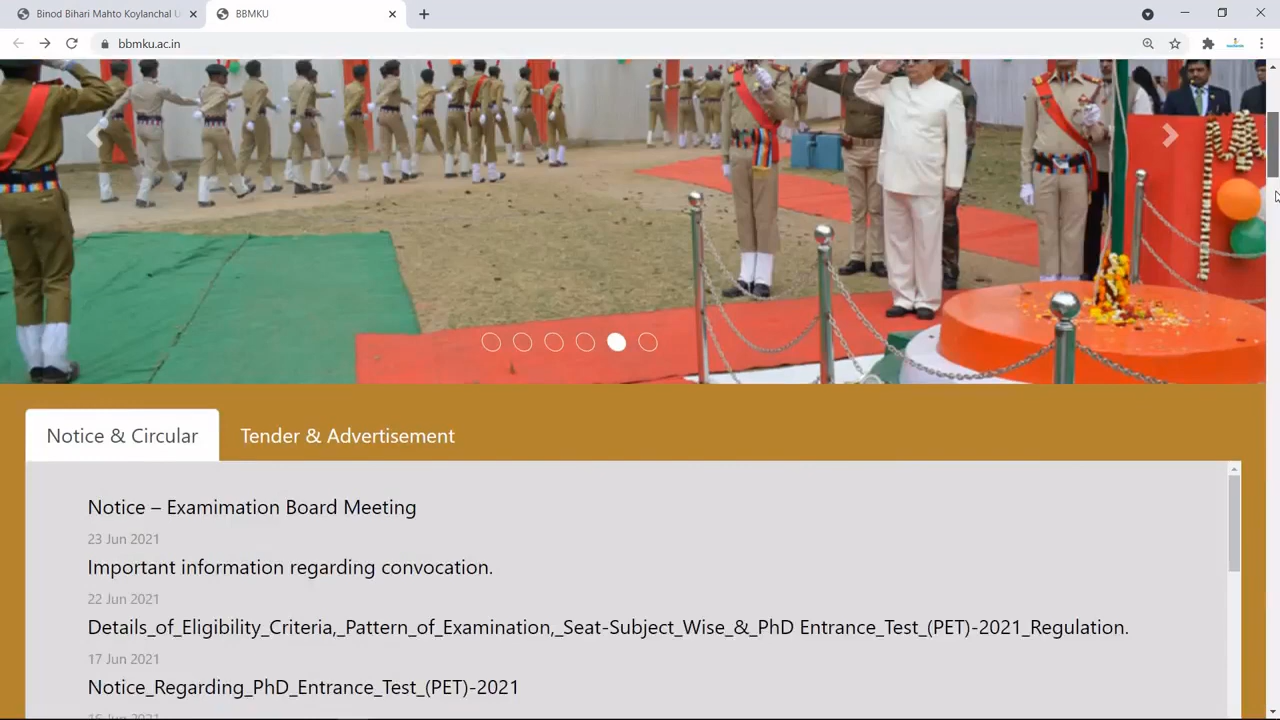 Binod Bihari Mahto Koylanchal U
BBMKU
bbmku.ac.in
Notice & Circular
Tender & Advertisement
Notice – Examimation Board Meeting
23 Jun 2021
Important information regarding convocation.
22 Jun 2021
Details_of_Eligibility_Criteria,_Pattern_of_Examination,_Seat-Subject_Wise_&_PhD Entrance_Test_(PET)-2021_Regulation.
17 Jun 2021
Notice_Regarding_PhD_Entrance_Test_(PET)-2021